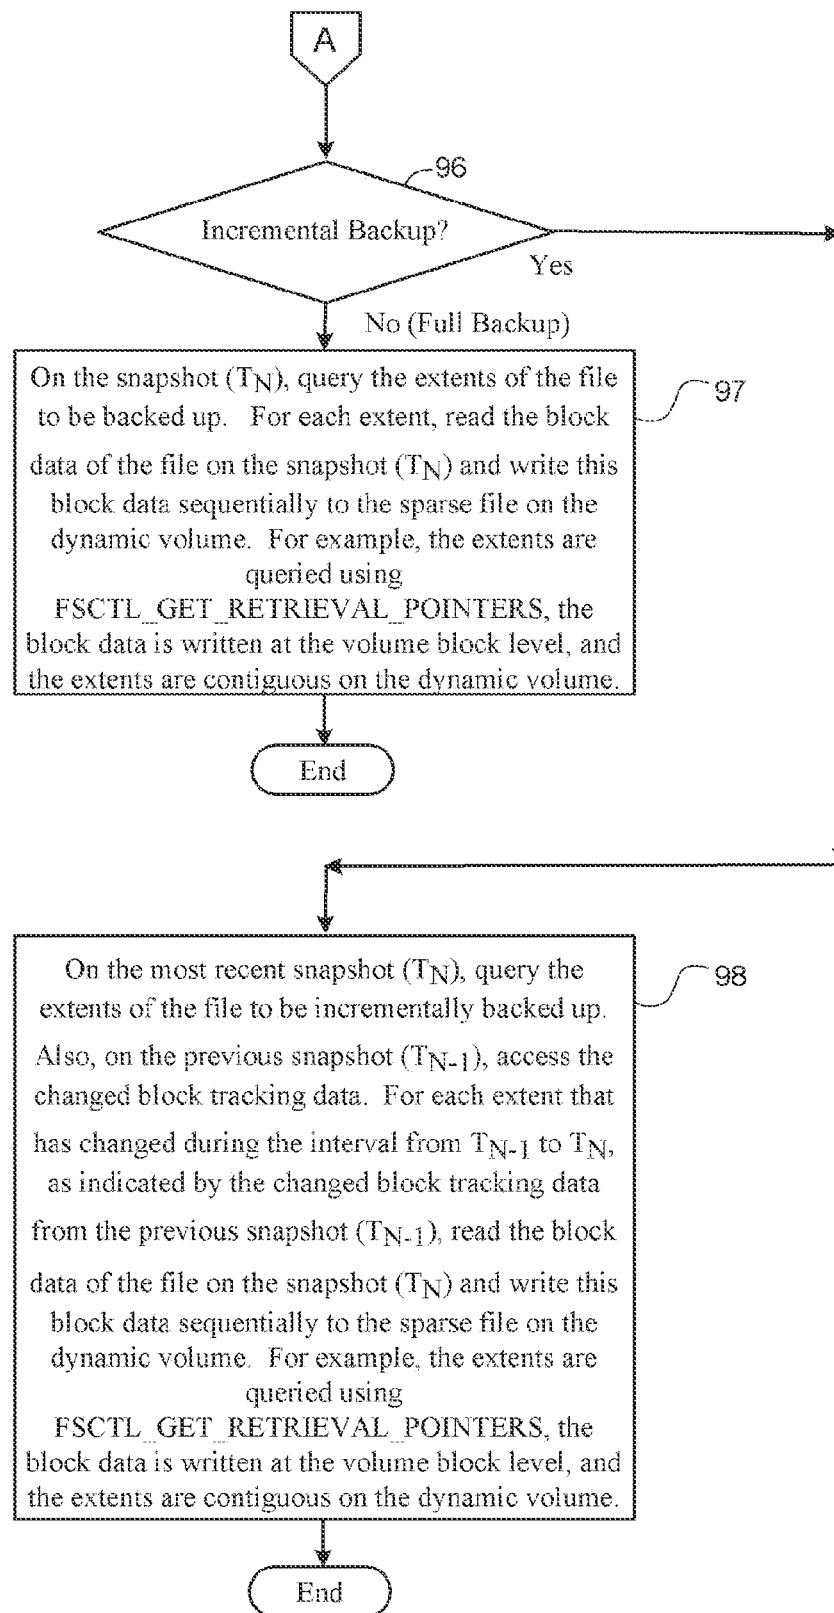 A
96
Incremental Backup?
Yes
No (Full Backup)
On the snapshot (TN), query the extents of the file
to be backed up. For each extent, read the block
data of the file on the snapshot (TN) and write this
block data sequentially to the sparse file on the
dynamic volume. For example, the extents are
queried using
FSCTL_GET_RETRIEVAL_POINTERS, the
block data is written at the volume block level, and
the extents are contiguous on the dynamic volume.
97
End
On the most recent snapshot (TN), query the
extents of the file to be incrementally backed up.
Also, on the previous snapshot (TN-1), access the
changed block tracking data. For each extent that
has changed during the interval from TN-1 to TN,
as indicated by the changed block tracking data
from the previous snapshot (TN-1), read the block
data of the file on the snapshot (TN) and write this
block data sequentially to the sparse file on the
dynamic volume. For example, the extents are
queried using
FSCTL_GET_RETRIEVAL_POINTERS, the
block data is written at the volume block level, and
the extents are contiguous on the dynamic volume.
98
End